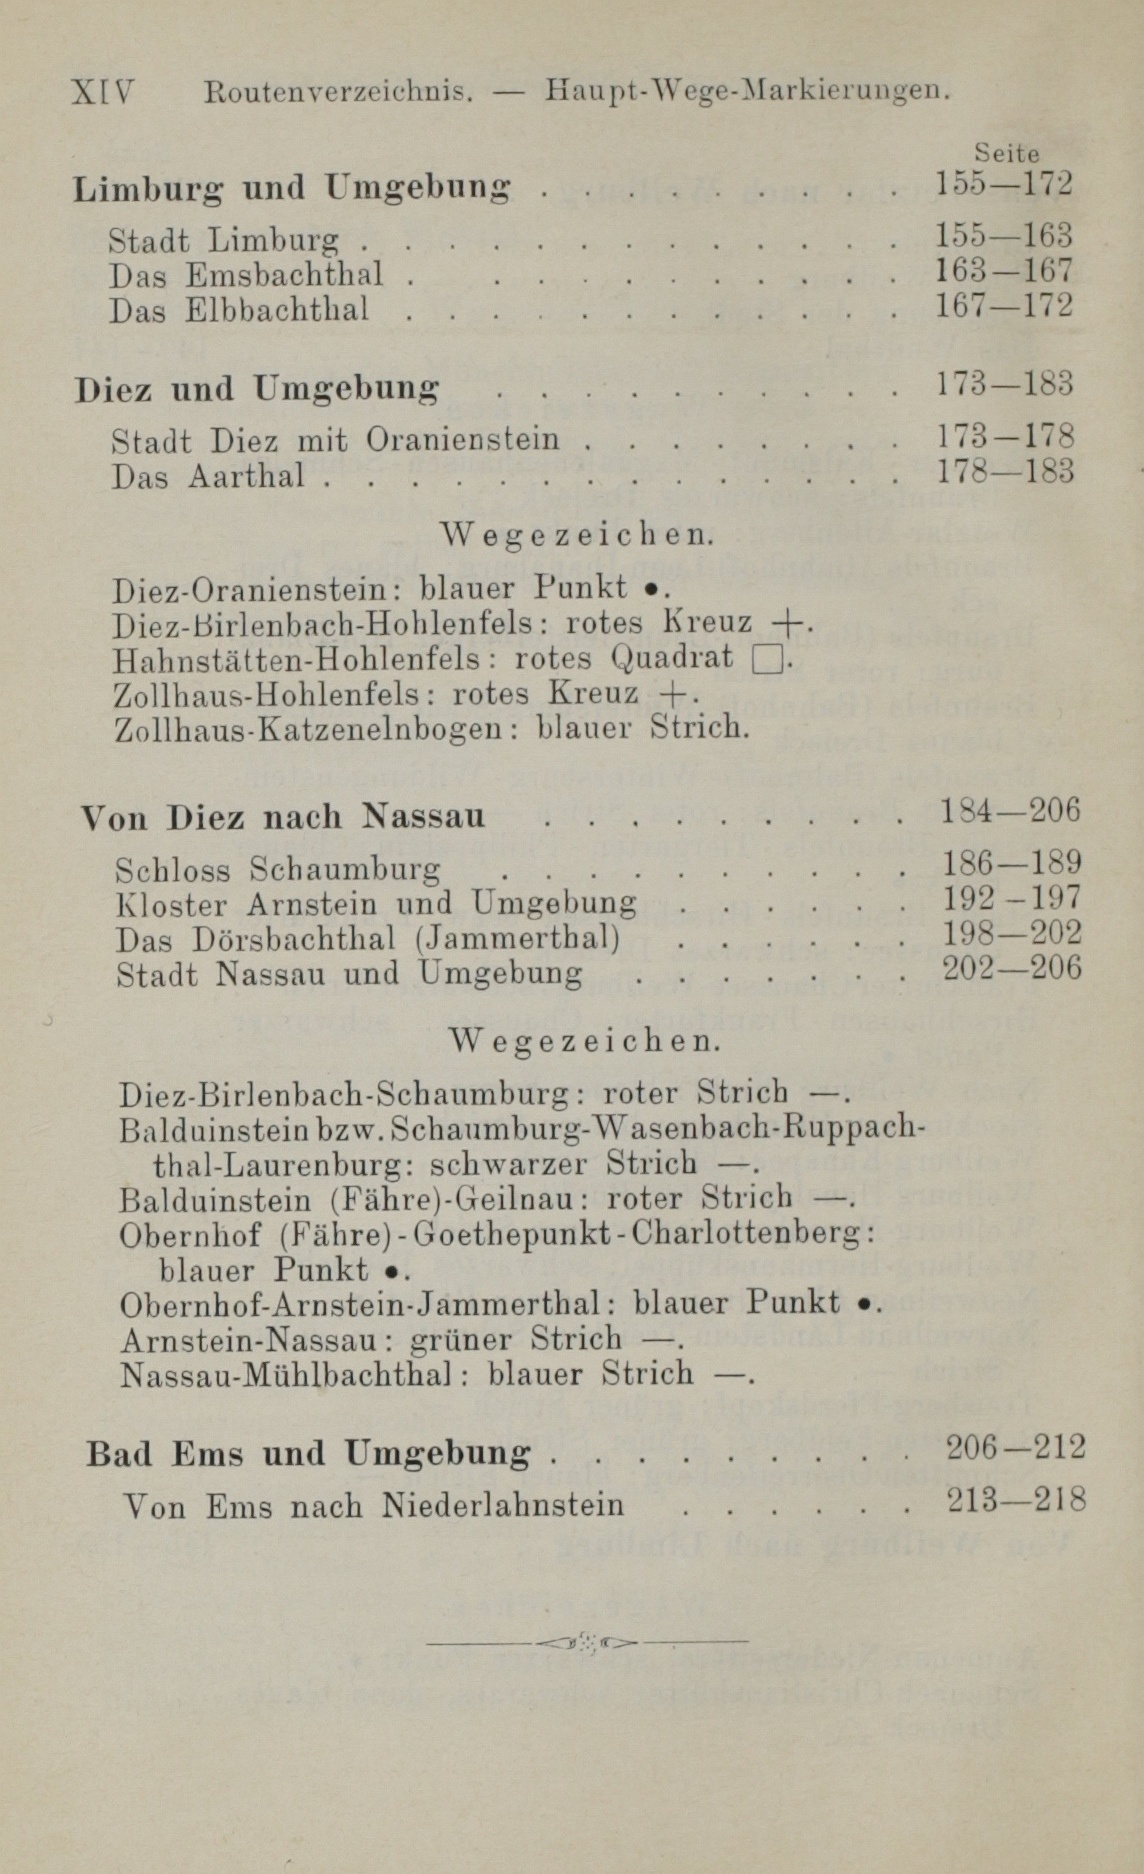 XIV Routenverzeichnis. — Haupt-Wege-Markierungen.
Seite
Limburg und Umgebung . . . . . . . . . 155—172
Stadt Limburg . . . . . . . . . . . . . 155—163
Das Emsbachthal . . . . . . . . . . . 163—167
Das Elbbachthal . . . . . . . . . . . . 167—172
Diez und Umgebung . . . . . . . . . . 173—183
Stadt Diez mit Oranienstein . . . . . . . . 173—178
Das Aarthal . . . . . . . . . . . . . . 178—183
Wegezeichen.
Diez-Oranienstein: blauer Punkt •.
Diez-Birlenbach-Hohlenfels: rotes Kreuz +.
Hahnstätten-Hohlenfels: rotes Quadrat □.
Zollhaus-Hohlenfels: rotes Kreuz +.
Zollhaus-Katzenelnbogen: blauer Strich.
Von Diez nach Nassau . . . . . . . . . 184—206
Schloss Schaumburg . . . . . . . . . . 186—189
Kloster Arnstein und Umgebung . . . . . . 192—197
Das Dörsbachthal (Jammerthal) . . . . . . 198—202
Stadt Nassau und Umgebung . . . . . . . 202—206
Wegezeichen.
Diez-Birlenbach-Schaumburg: roter Strich —.
Balduinstein bzw. Schaumburg-Wasenbach-Ruppach-
thal-Laurenburg: schwarzer Strich —.
Balduinstein (Fähre)-Geilnau: roter Strich —.
Obernhof (Fähre)-Goethepunkt-Charlottenberg:
blauer Punkt •.
Obernhof-Arnstein-Jammerthal: blauer Punkt •.
Arnstein-Nassau: grüner Strich —.
Nassau-Mühlbachthal: blauer Strich —.
Bad Ems und Umgebung . . . . . . . . . 206—212
Von Ems nach Niederlahnstein . . . . . . 213—218